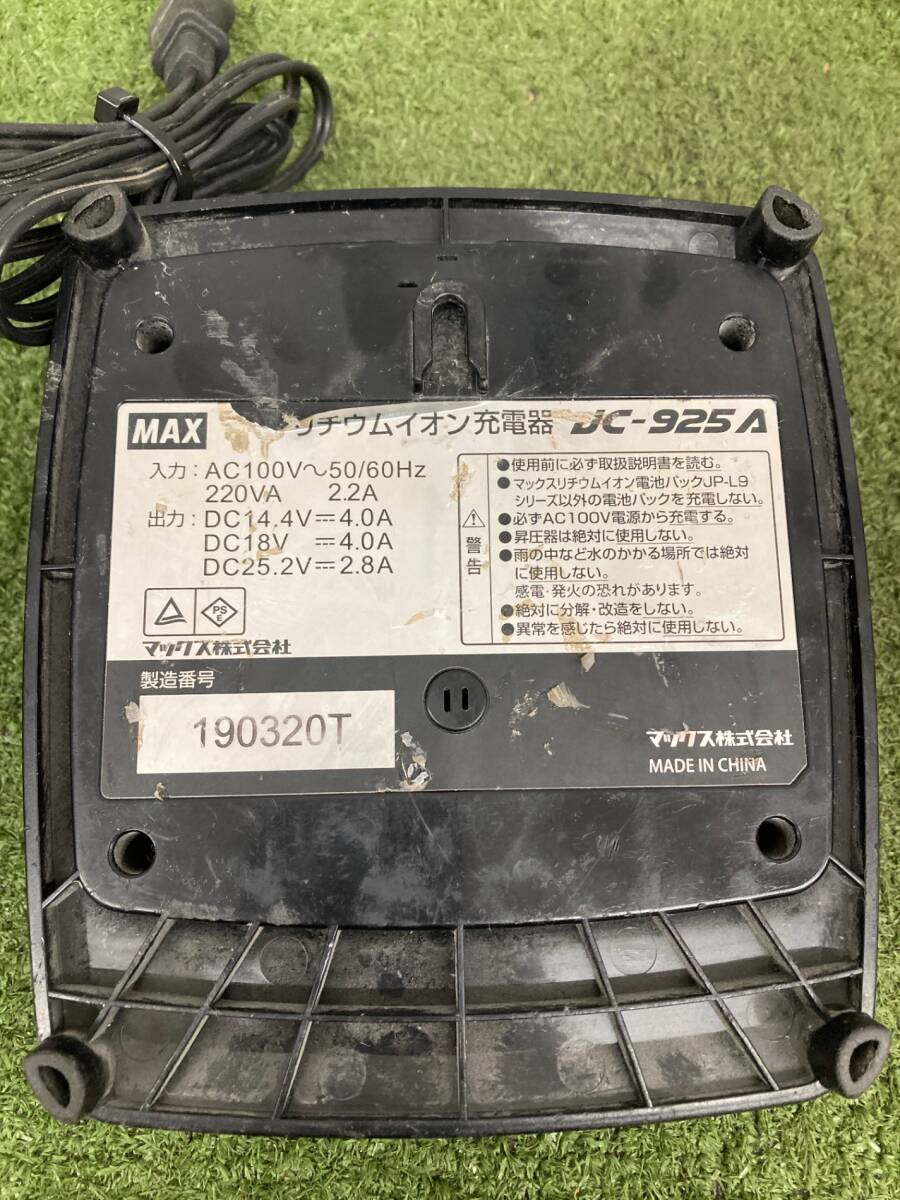 MAX
リチウムイオン充電器 JC-925A
入力：AC100V～50/60Hz
220VA 2.2A
出力：DC14.4V⎓4.0A
DC18V ⎓4.0A
DC25.2V⎓2.8A
PS
E
マックス株式会社
⚠
警告
●使用前に必ず取扱説明書を読む。
●マックスリチウムイオン電池パックJP-L9
シリーズ以外の電池パックを充電しない。
●必ずAC100V電源から充電する。
●昇圧器は絶対に使用しない。
●雨の中など水のかかる場所では絶対
に使用しない。
感電・発火の恐れがあります。
●絶対に分解・改造をしない。
●異常を感じたら絶対に使用しない。
製造番号
190320T
マックス株式会社
MADE IN CHINA